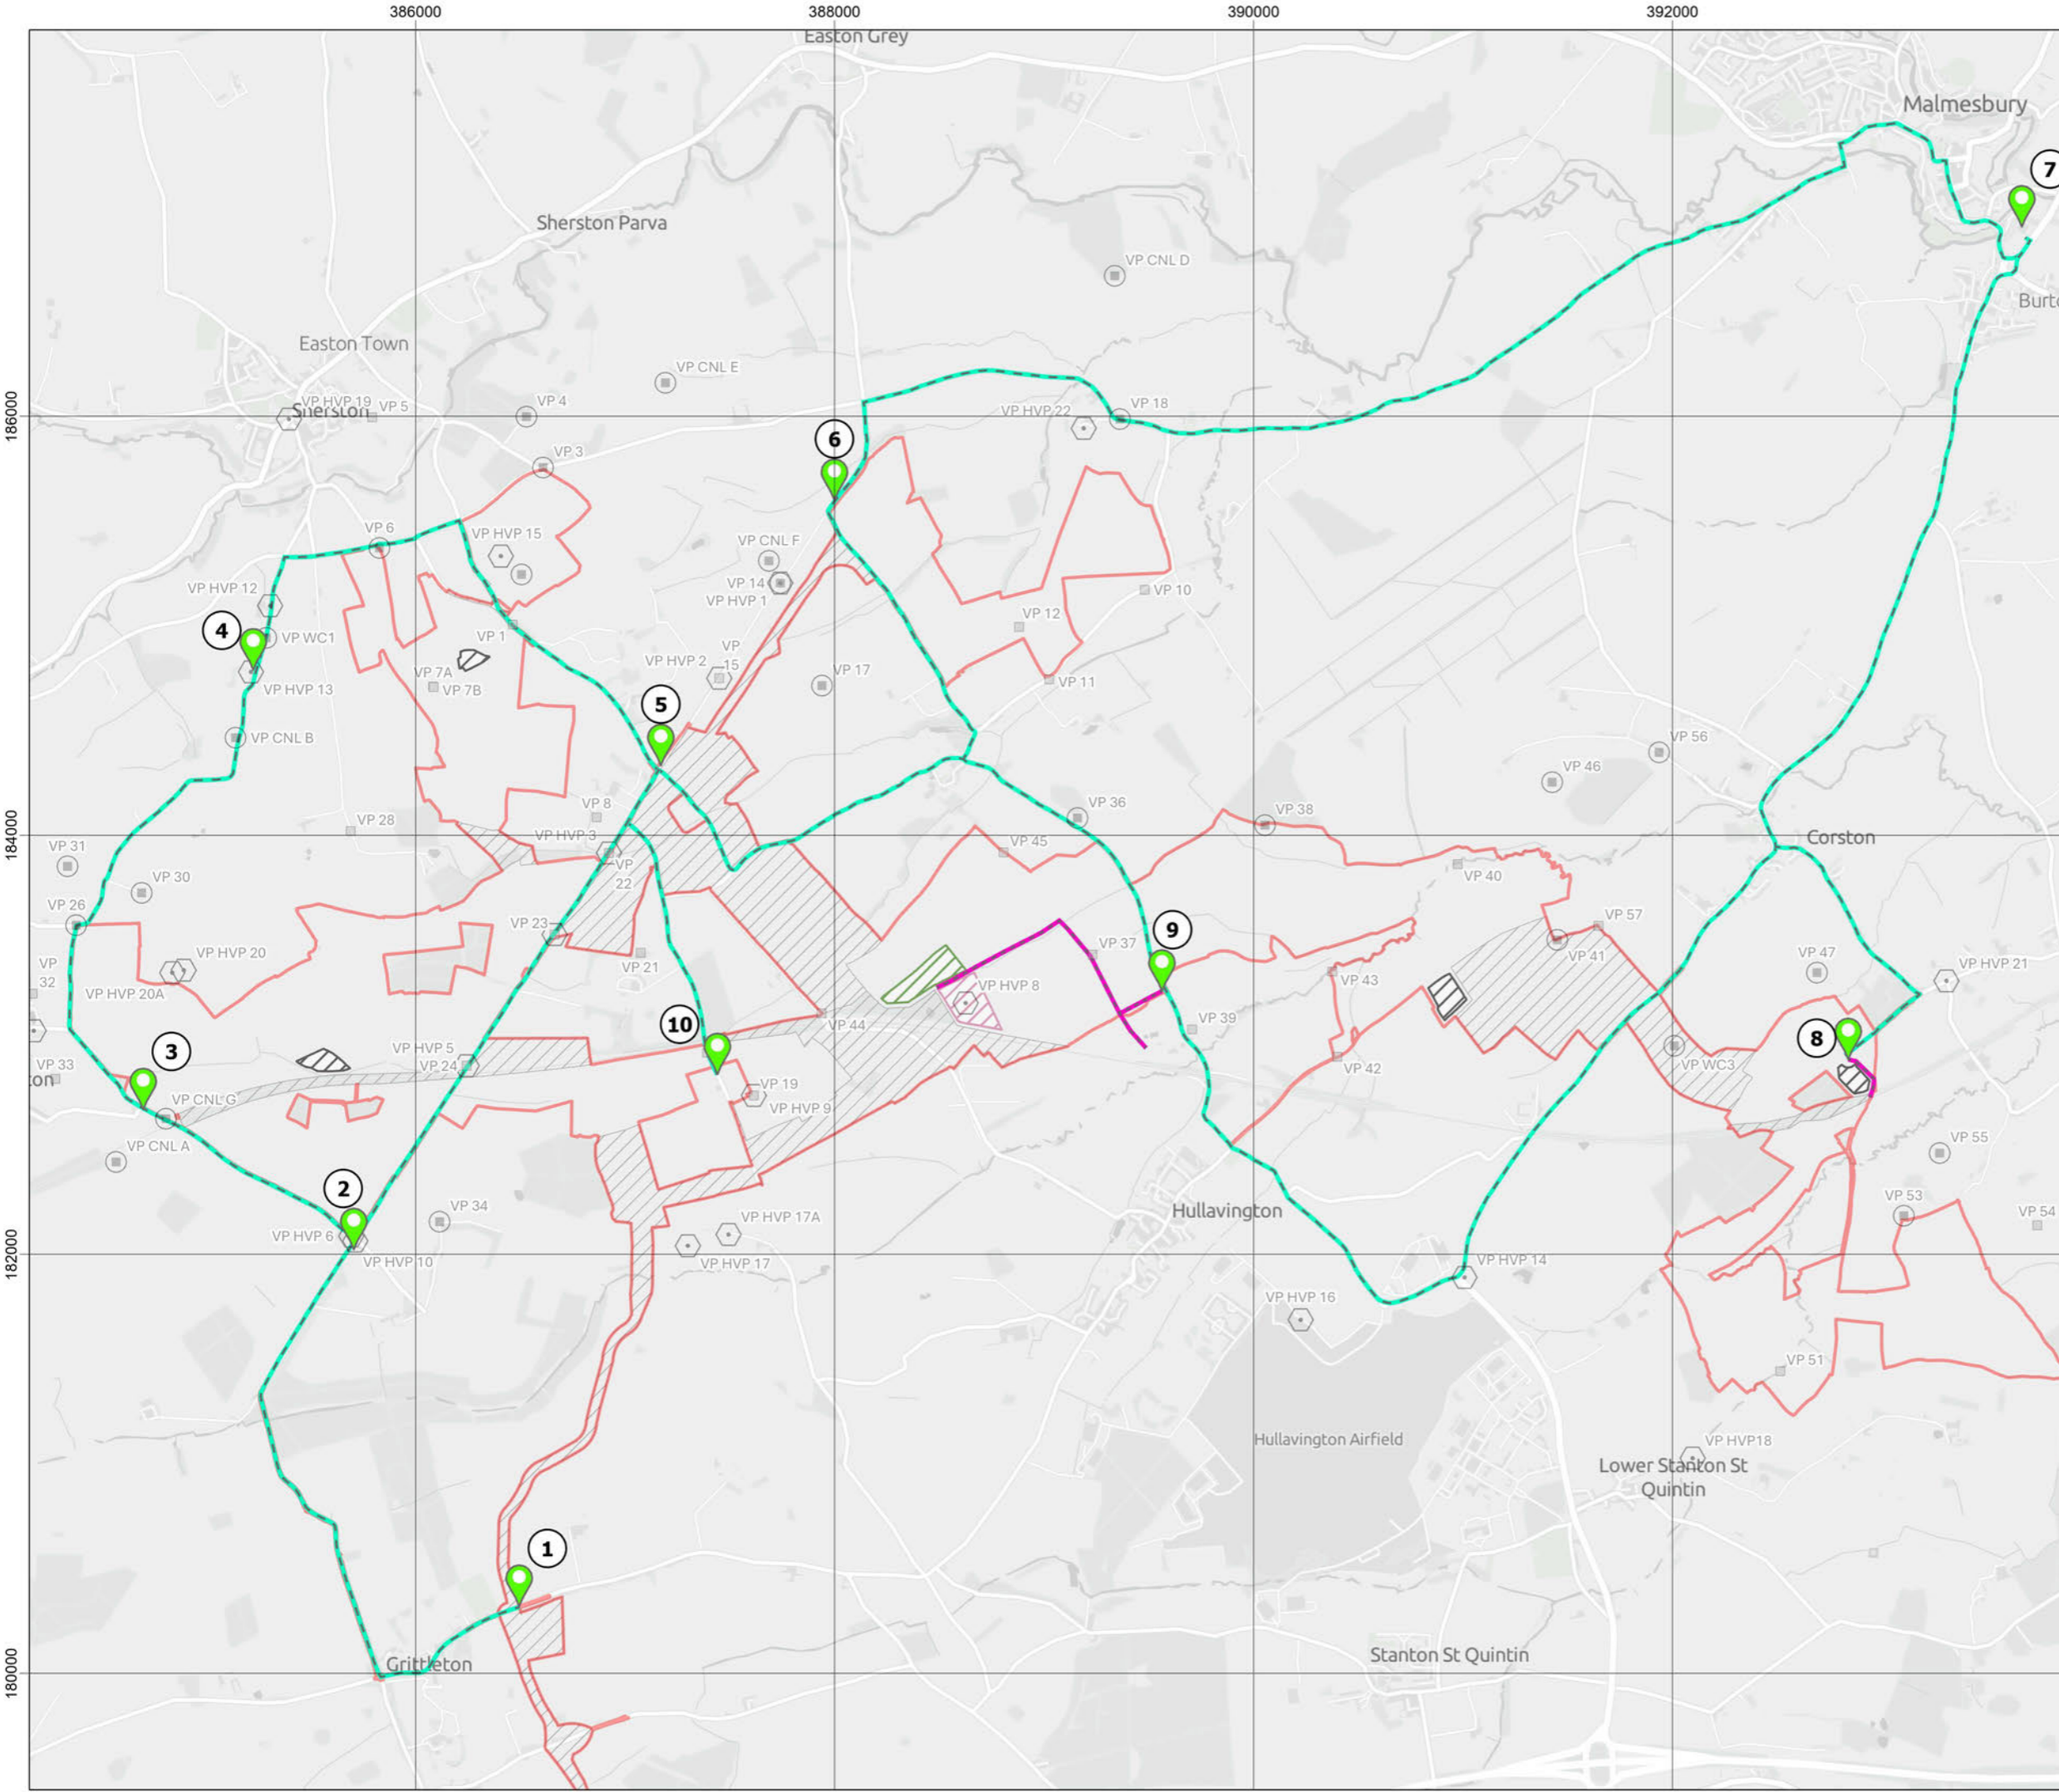 386000
388000
390000
392000
Easton Grey
Malmesbury
7
Sherston Parva
VP CNL D
Burt
Easton Town
VP CNL E
VP HVP 19
Sherston
VP 5
VP 4
VP HVP 22
VP 18
186000
6
VP 3
VP 6
VP HVP 15
VP CNL F
VP 14
VP HVP 1
VP HVP 12
VP 10
4
VP WC1
VP 1
VP 12
VP HVP 2
VP
15
VP 17
VP 7A
VP 7B
VP 11
VP HVP 13
5
VP CNL B
VP 56
VP 46
VP 8
VP 36
VP 38
184000
VP 28
VP HVP 3
Corston
VP 31
VP 45
VP
22
VP 40
VP 30
VP 26
VP 23
9
VP 57
VP 37
VP 21
VP 41
VP 47
VP
32
VP HVP 20
VP HVP 20A
VP HVP 8
VP 43
VP HVP 21
10
VP 44
VP 39
8
3
VP HVP 5
VP 24
VP 33
ton
VP 42
VP WC3
VP CNL G
VP 19
VP HVP 9
VP CNL A
VP 55
2
VP 34
VP HVP 17A
Hullavington
VP 53
VP 54
VP HVP 6
182000
VP HVP 10
VP HVP 17
VP HVP 14
VP HVP 16
VP 51
Hullavington Airfield
VP HVP18
Lower Stanton St
Quintin
1
180000
Grittleton
Stanton St Quintin